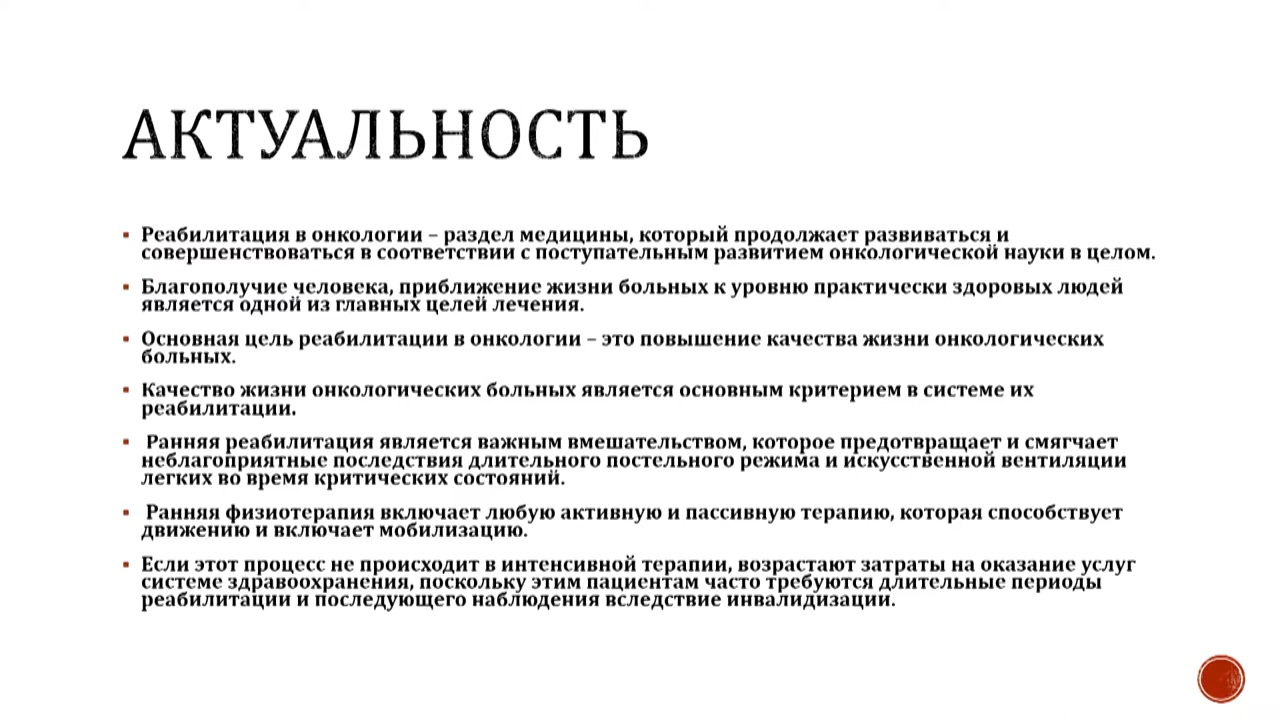 АКТУАЛЬНОСТЬ
▪ Реабилитация в онкологии – раздел медицины, который продолжает развиваться и
совершенствоваться в соответствии с поступательным развитием онкологической науки в целом.
▪ Благополучие человека, приближение жизни больных к уровню практически здоровых людей
является одной из главных целей лечения.
▪ Основная цель реабилитации в онкологии – это повышение качества жизни онкологических
больных.
▪ Качество жизни онкологических больных является основным критерием в системе их
реабилитации.
▪ Ранняя реабилитация является важным вмешательством, которое предотвращает и смягчает
неблагоприятные последствия длительного постельного режима и искусственной вентиляции
легких во время критических состояний.
▪ Ранняя физиотерапия включает любую активную и пассивную терапию, которая способствует
движению и включает мобилизацию.
▪ Если этот процесс не происходит в интенсивной терапии, возрастают затраты на оказание услуг
системе здравоохранения, поскольку этим пациентам часто требуются длительные периоды
реабилитации и последующего наблюдения вследствие инвалидизации.